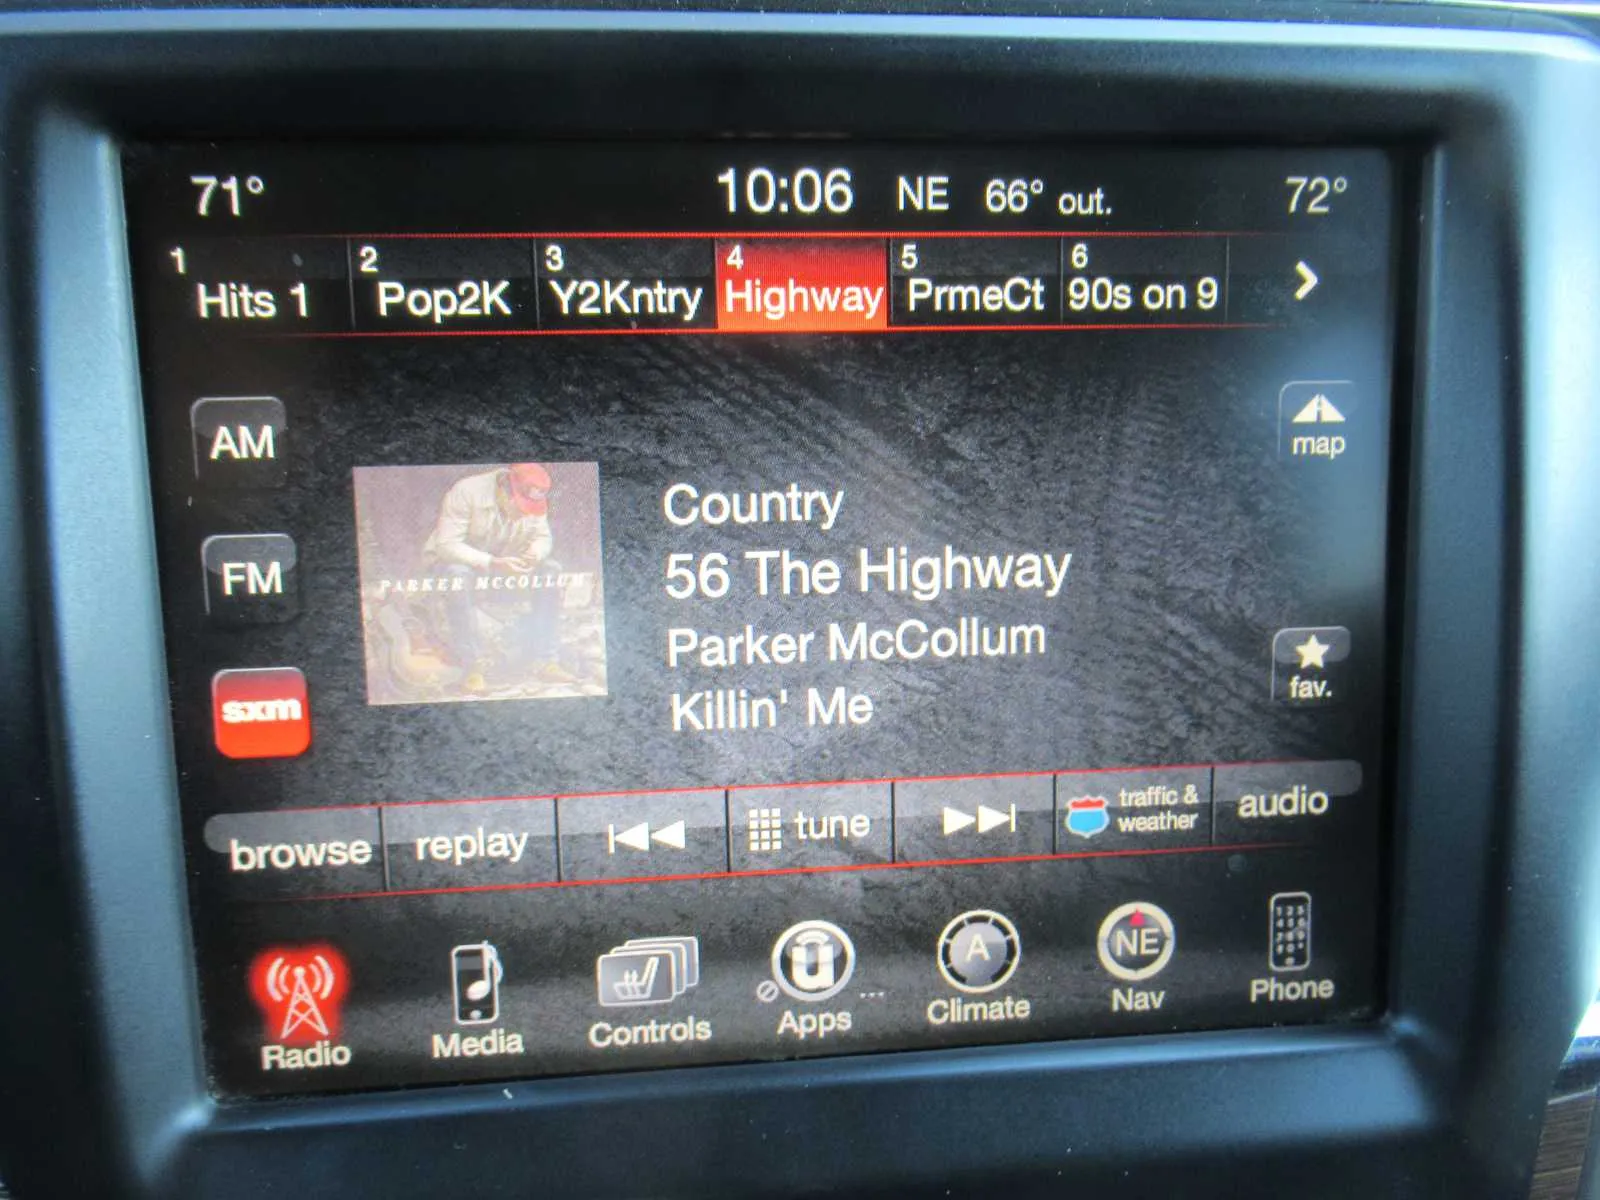 71° 10:06 NE 66° out. 72°
1 Hits 1 2 Pop2K 3 Y2Kntry 4 Highway 5 PrmeCt 6 90s on 9
AM
map
PARKER MCCOLLUM
Country
56 The Highway
FM
Parker McCollum
Killin' Me
fav.
sxm
browse replay tune traffic &
weather audio
A NE
Radio Media Controls Apps ... Climate Nav Phone